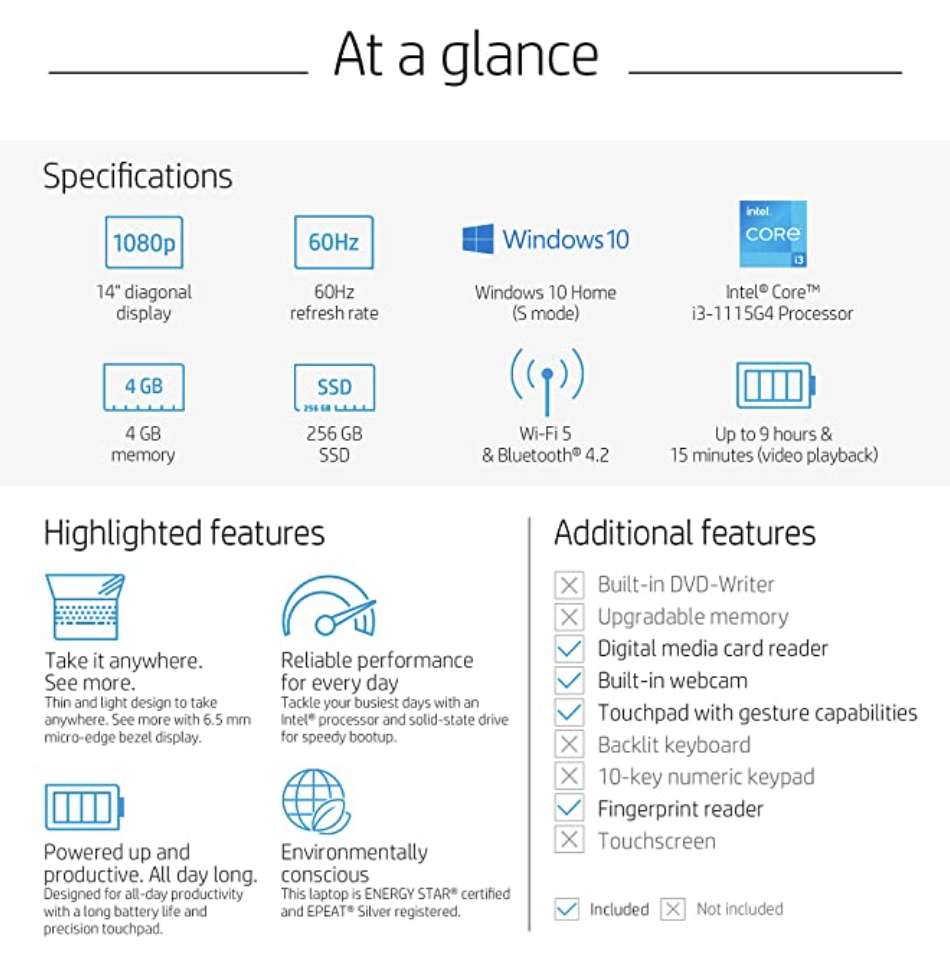 At a glance
Specifications
1080p
60Hz
Windows 10
intel.
CORE
i3
14" diagonal
display
60Hz
refresh rate
Windows 10 Home
(S mode)
Intel® Core™
i3-1115G4 Processor
4 GB
SSD
256 GB
4 GB
memory
256 GB
SSD
Wi-Fi 5
& Bluetooth® 4.2
Up to 9 hours &
15 minutes (video playback)
Highlighted features
Take it anywhere.
See more.
Thin and light design to take
anywhere. See more with 6.5 mm
micro-edge bezel display.
Reliable performance
for every day
Tackle your busiest days with an
Intel® processor and solid-state drive
for speedy bootup.
Powered up and
productive. All day long.
Designed for all-day productivity
with a long battery life and
precision touchpad.
Environmentally
conscious
This laptop is ENERGY STAR® certified
and EPEAT® Silver registered.
Additional features
Built-in DVD-Writer
Upgradable memory
Digital media card reader
Built-in webcam
Touchpad with gesture capabilities
Backlit keyboard
10-key numeric keypad
Fingerprint reader
Touchscreen
Included
Not included